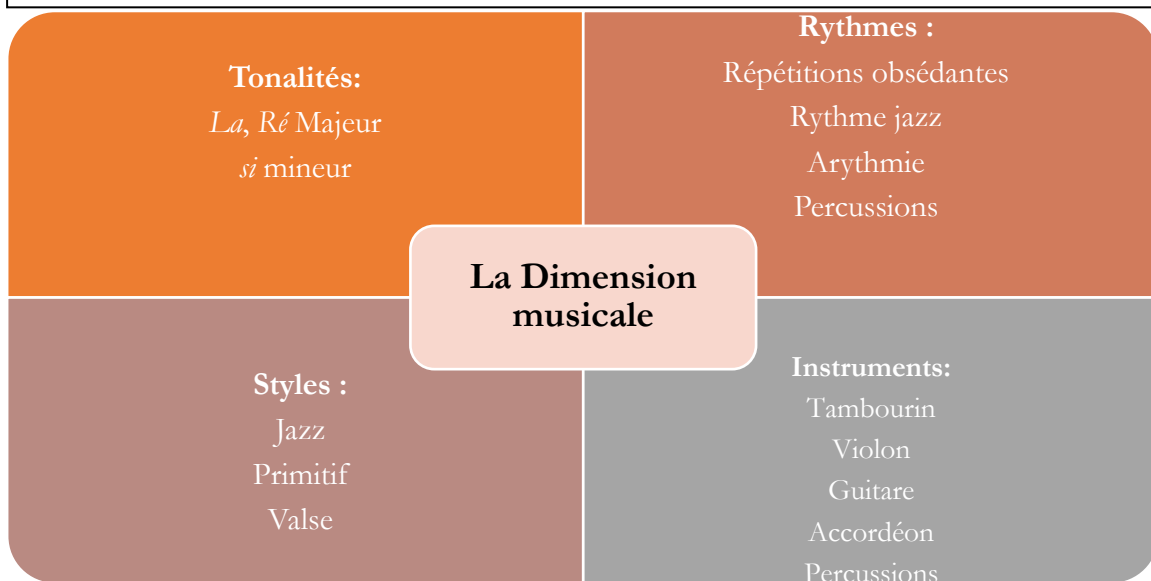 Tonalités:
La, Ré Majeur
si mineur
Rythmes :
Répétitions obsédantes
Rythme jazz
Arythmie
Percussions
La Dimension
musicale
Styles :
Jazz
Primitif
Valse
Instruments:
Tambourin
Violon
Guitare
Accordéon
Percussions